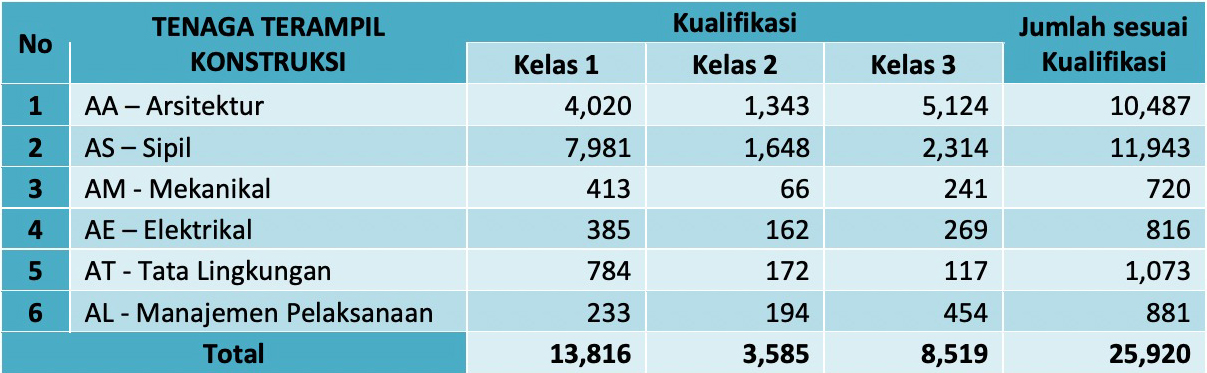 No TENAGA TERAMPIL KONSTRUKSI Kualifikasi Jumlah sesuai Kualifikasi
Kelas 1 Kelas 2 Kelas 3
1 AA – Arsitektur 4,020 1,343 5,124 10,487
2 AS – Sipil 7,981 1,648 2,314 11,943
3 AM - Mekanikal 413 66 241 720
4 AE – Elektrikal 385 162 269 816
5 AT - Tata Lingkungan 784 172 117 1,073
6 AL - Manajemen Pelaksanaan 233 194 454 881
Total 13,816 3,585 8,519 25,920